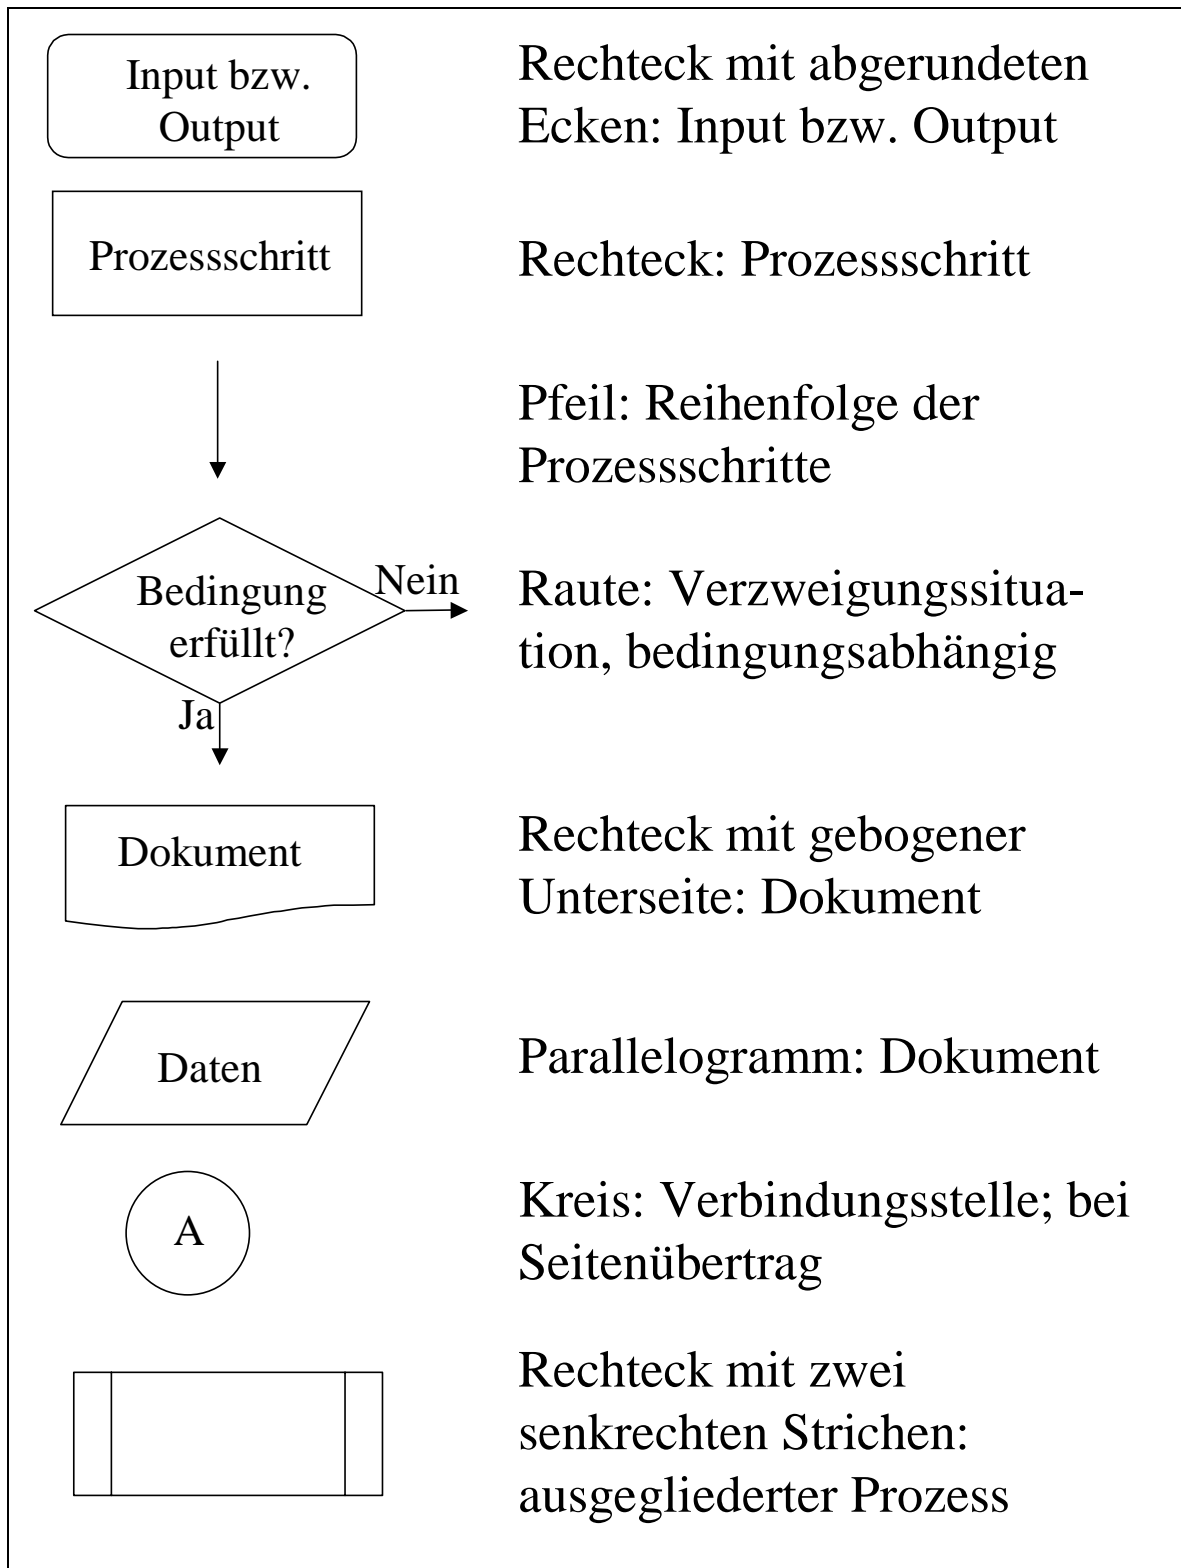 Input bzw.
Output
Rechteck mit abgerundeten
Ecken: Input bzw. Output
Prozessschritt
Rechteck: Prozessschritt
Pfeil: Reihenfolge der
Prozessschritte
Bedingung
erfüllt?
Nein
Ja
Raute: Verzweigungssitua-
tion, bedingungsabhängig
Dokument
Rechteck mit gebogener
Unterseite: Dokument
Daten
Parallelogramm: Dokument
A
Kreis: Verbindungsstelle; bei
Seitenübertrag
Rechteck mit zwei
senkrechten Strichen:
ausgegliederter Prozess